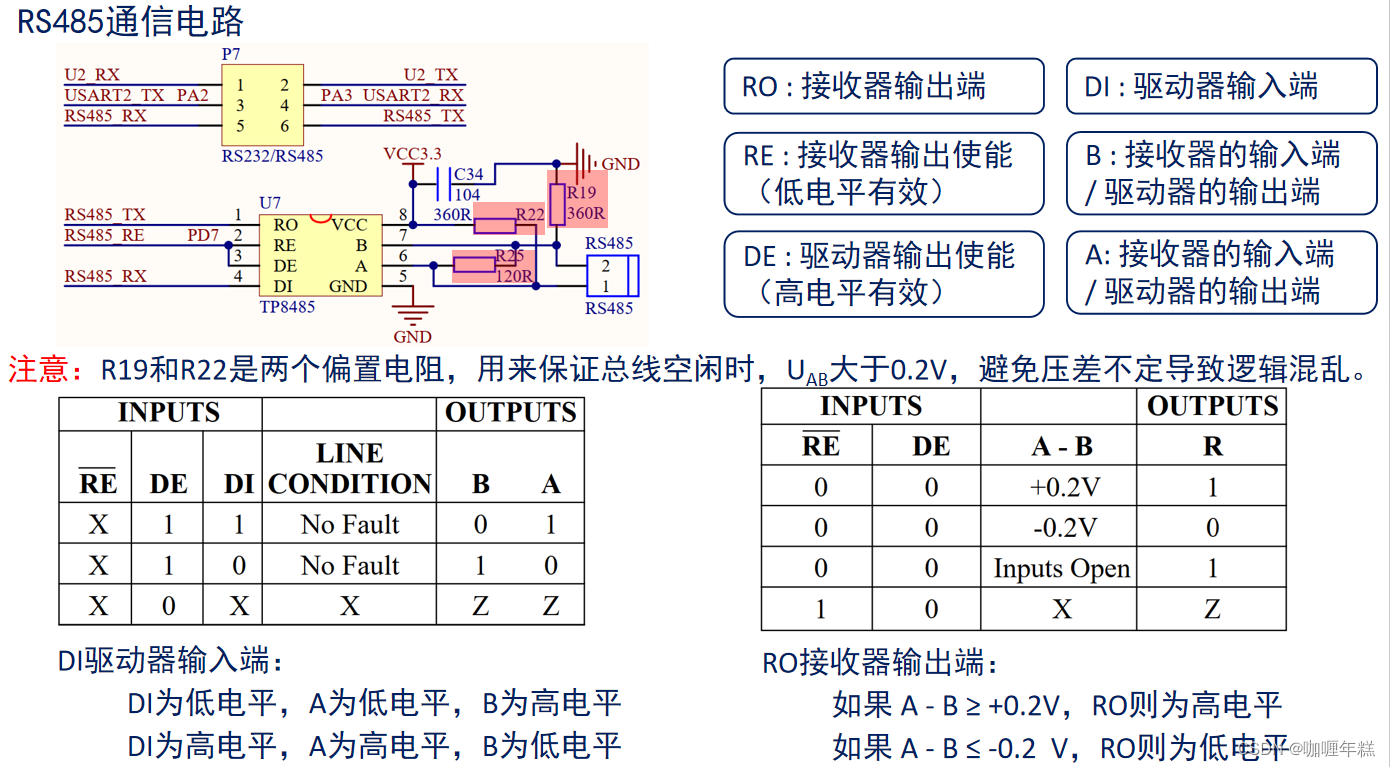 RS485通信电路
P7
U2_RX 1 2 U2_TX
USART2_TX PA2 3 4 PA3 USART2_RX
RS485_RX 5 6 RS485_TX
RS232/RS485
VCC3.3
GND
C34
104
R19
360R
360R R22
U7
RS485_TX 1 RO VCC 8
RS485_RE PD7 2 RE B 7
3 DE A 6
RS485_RX 4 DI GND 5
TP8485
R25
120R
RS485
2
1
RS485
GND
RO : 接收器输出端
DI : 驱动器输入端
RE : 接收器输出使能
（低电平有效）
B : 接收器的输入端
/ 驱动器的输出端
DE : 驱动器输出使能
（高电平有效）
A: 接收器的输入端
/ 驱动器的输出端
注意：R19和R22是两个偏置电阻，用来保证总线空闲时，UAB大于0.2V，避免压差不定导致逻辑混乱。
INPUTS OUTPUTS
RE DE DI LINE CONDITION B A
X 1 1 No Fault 0 1
X 1 0 No Fault 1 0
X 0 X X Z Z
INPUTS OUTPUTS
RE DE A - B R
0 0 +0.2V 1
0 0 -0.2V 0
0 0 Inputs Open 1
1 0 X Z
DI驱动器输入端：
DI为低电平，A为低电平，B为高电平
DI为高电平，A为高电平，B为低电平
RO接收器输出端：
如果 A - B ≥ +0.2V，RO则为高电平
如果 A - B ≤ -0.2 V，RO则为低电平
CSDN @咖喱年糕